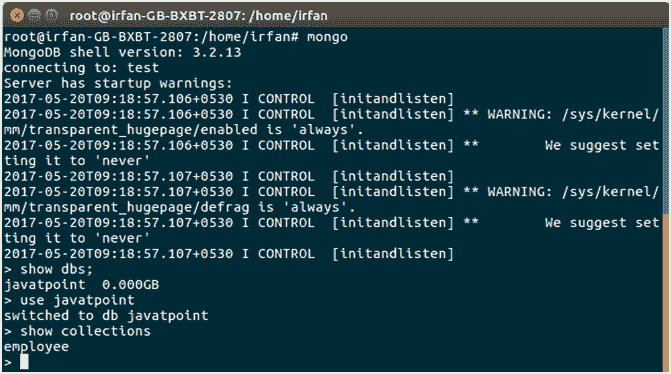 root@irfan-GB-BXBT-2807: /home/irfan
root@irfan-GB-BXBT-2807:/home/irfan# mongo
MongoDB shell version: 3.2.13
connecting to: test
Server has startup warnings:
2017-05-20T09:18:57.106+0530 I CONTROL  [initandlisten]
2017-05-20T09:18:57.106+0530 I CONTROL  [initandlisten] ** WARNING: /sys/kernel/
mm/transparent_hugepage/enabled is 'always'.
2017-05-20T09:18:57.106+0530 I CONTROL  [initandlisten] **        We suggest set
ting it to 'never'
2017-05-20T09:18:57.107+0530 I CONTROL  [initandlisten]
2017-05-20T09:18:57.107+0530 I CONTROL  [initandlisten] ** WARNING: /sys/kernel/
mm/transparent_hugepage/defrag is 'always'.
2017-05-20T09:18:57.107+0530 I CONTROL  [initandlisten] **        We suggest set
ting it to 'never'
2017-05-20T09:18:57.107+0530 I CONTROL  [initandlisten]
> show dbs;
javatpoint  0.000GB
> use javatpoint
switched to db javatpoint
> show collections
employee
>